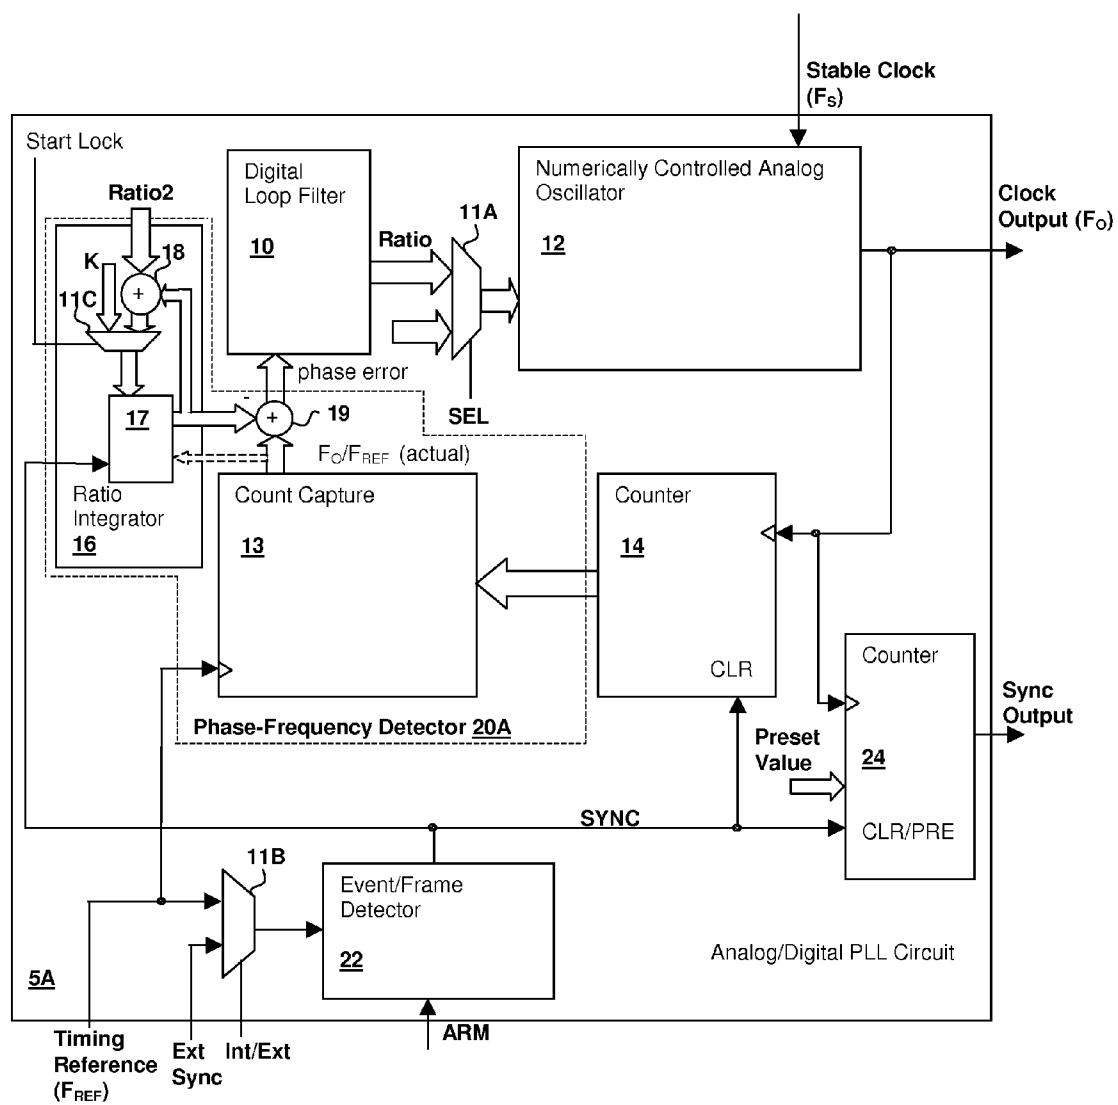 Stable Clock
(FS)
Start Lock
Ratio2
Digital
Loop Filter
10
Numerically Controlled Analog
Oscillator
12
Clock
Output (FO)
11A
Ratio
18
K
+
11C
phase error
SEL
-
+
19
17
FO/FREF (actual)
Ratio
Integrator
16
Count Capture
13
Counter
14
CLR
Counter
24
CLR/PRE
Sync
Output
Phase-Frequency Detector 20A
Preset
Value
SYNC
11B
Event/Frame
Detector
22
Analog/Digital PLL Circuit
5A
ARM
Timing
Reference
(FREF)
Ext
Sync
Int/Ext